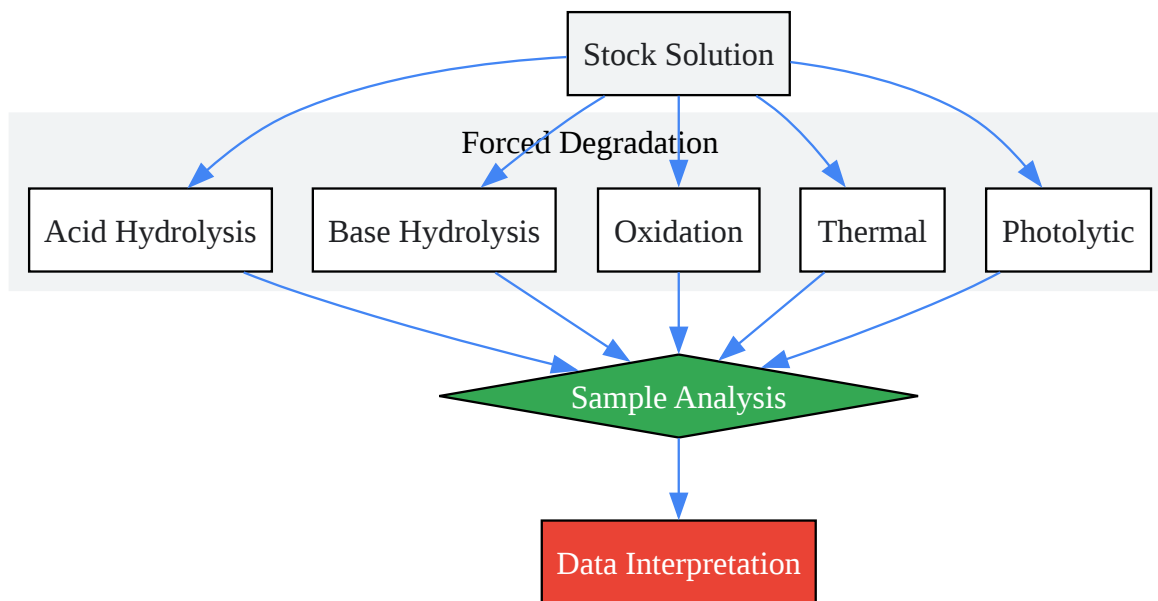 Stock Solution
Forced Degradation
Acid Hydrolysis
Base Hydrolysis
Oxidation
Thermal
Photolytic
Sample Analysis
Data Interpretation